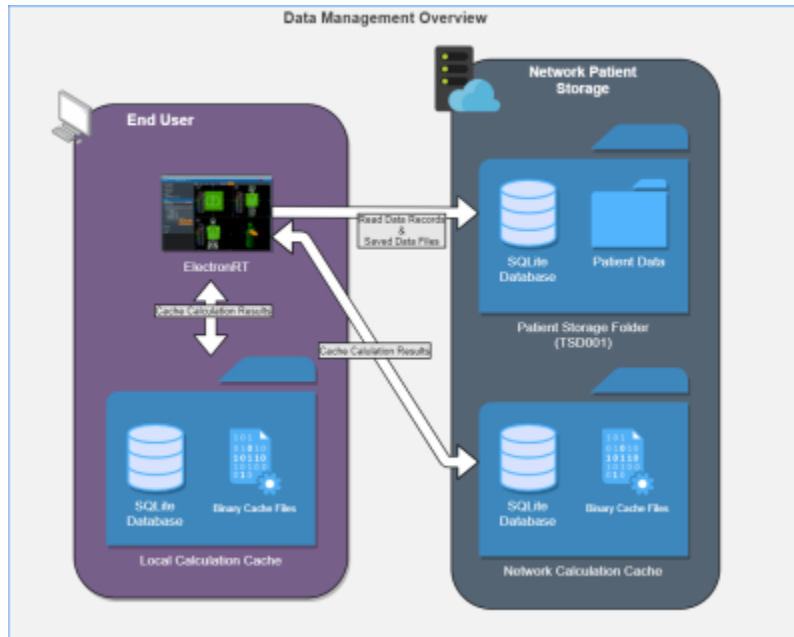 Data Management Overview
Network Patient
Storage
End User
Read Data Records
&
Saved Data Files
ElectronRT
SQLite
Database
Patient Data
Cache Calculation Results
Patient Storage Folder
(TSD001)
Cache Calulation Results
SQLite
Database
Binary Cache Files
Local Calculation Cache
SQLite
Database
Binary Cache Files
Network Calculation Cache